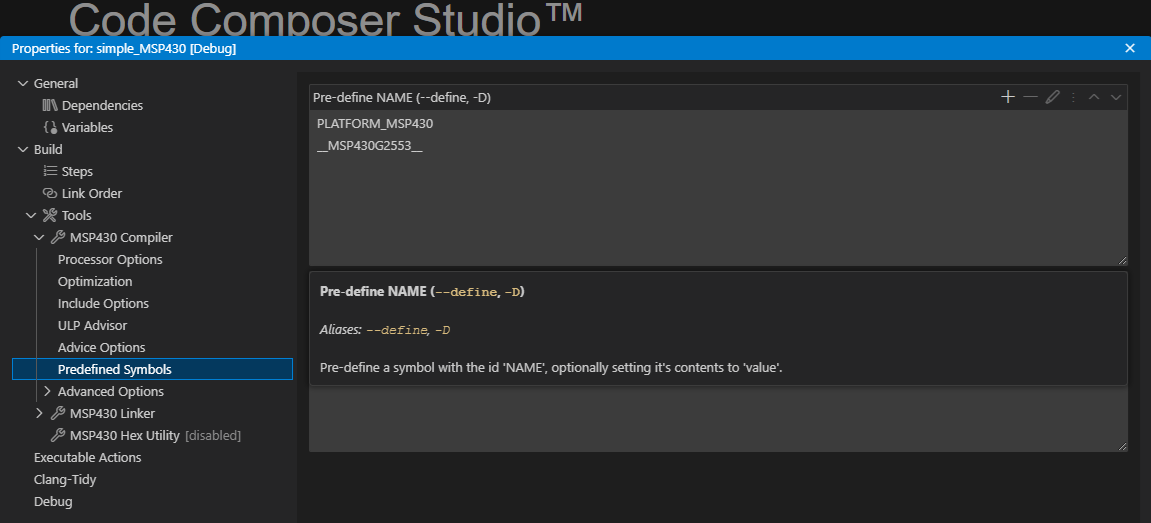 Code Composer Studio™
Properties for: simple_MSP430 [Debug]
General
Dependencies
Variables
Build
Steps
Link Order
Tools
MSP430 Compiler
Processor Options
Optimization
Include Options
ULP Advisor
Advice Options
Predefined Symbols
Advanced Options
MSP430 Linker
MSP430 Hex Utility [disabled]
Executable Actions
Clang-Tidy
Debug
Pre-define NAME (--define, -D)
PLATFORM_MSP430
__MSP430G2553__
Pre-define NAME (--define, -D)
Aliases: --define, -D
Pre-define a symbol with the id 'NAME', optionally setting it's contents to 'value'.